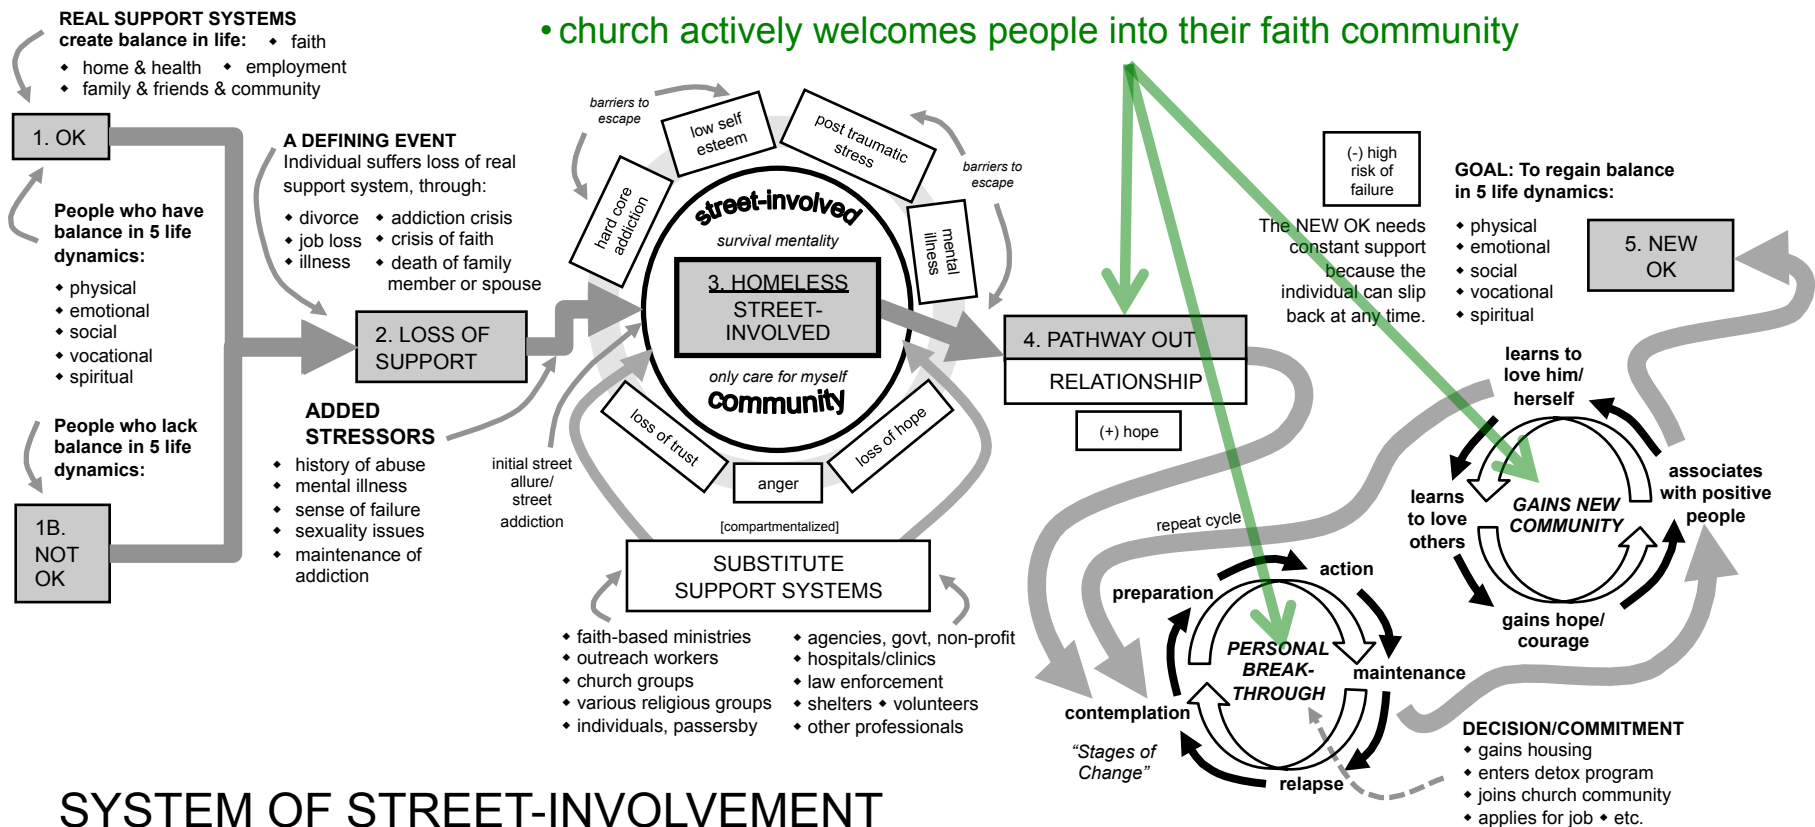 • church actively welcomes people into their faith community
REAL SUPPORT SYSTEMS
create balance in life: ◆ faith
◆ home & health ◆ employment
◆ family & friends & community
1. OK
People who have
balance in 5 life
dynamics:
◆ physical
◆ emotional
◆ social
◆ vocational
◆ spiritual
People who lack
balance in 5 life
dynamics:
1B.
NOT
OK
A DEFINING EVENT
Individual suffers loss of real
support system, through:
◆ divorce
◆ job loss
◆ illness
◆ addiction crisis
◆ crisis of faith
◆ death of family
member or spouse
2. LOSS OF
SUPPORT
ADDED
STRESSORS
◆ history of abuse
◆ mental illness
◆ sense of failure
◆ sexuality issues
◆ maintenance of
addiction
initial street
allure/
street
addiction
barriers to
escape
hard core
addiction
low self
esteem
post traumatic
stress
mental
illness
barriers to
escape
street-involved
survival mentality
3. HOMELESS
STREET-
INVOLVED
only care for myself
community
loss of trust
anger
loss of hope
[compartmentalized]
SUBSTITUTE
SUPPORT SYSTEMS
◆ faith-based ministries
◆ outreach workers
◆ church groups
◆ various religious groups
◆ individuals, passersby
◆ agencies, govt, non-profit
◆ hospitals/clinics
◆ law enforcement
◆ shelters ◆ volunteers
◆ other professionals
4. PATHWAY OUT
RELATIONSHIP
(+) hope
repeat cycle
preparation
action
maintenance
relapse
contemplation
PERSONAL
BREAK-
THROUGH
"Stages of
Change"
(-) high
risk of
failure
The NEW OK needs
constant support
because the
individual can slip
back at any time.
GOAL: To regain balance
in 5 life dynamics:
◆ physical
◆ emotional
◆ social
◆ vocational
◆ spiritual
5. NEW
OK
learns to
love him/
herself
associates
with positive
people
learns
to love
others
GAINS NEW
COMMUNITY
gains hope/
courage
DECISION/COMMITMENT
◆ gains housing
◆ enters detox program
◆ joins church community
◆ applies for job ◆ etc.
SYSTEM OF STREET-INVOLVEMENT